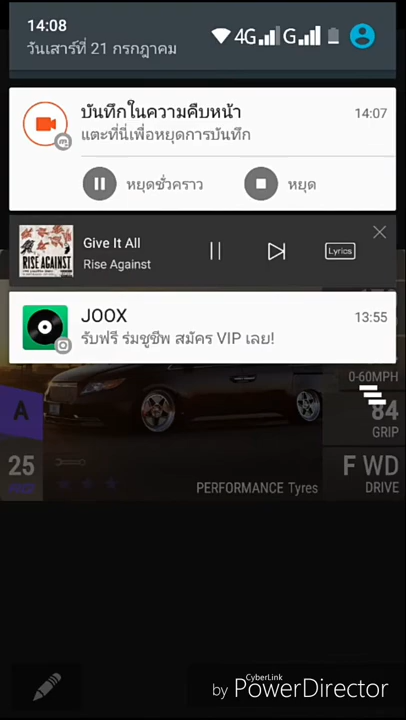 14:08
4G G
วันเสาร์ที่ 21 กรกฎาคม
บันทึกในความคืบหน้า 14:07
แตะที่นี่เพื่อหยุดการบันทึก
หยุดชั่วคราว หยุด
RISE AGAINST
Give It All
Rise Against
Lyrics
JOOX 13:55
รับฟรี ร่มชูชีพ สมัคร VIP เลย!
0-60MPH
A
84
GRIP
25
F WD
PERFORMANCE Tyres DRIVE
by CyberLink PowerDirector